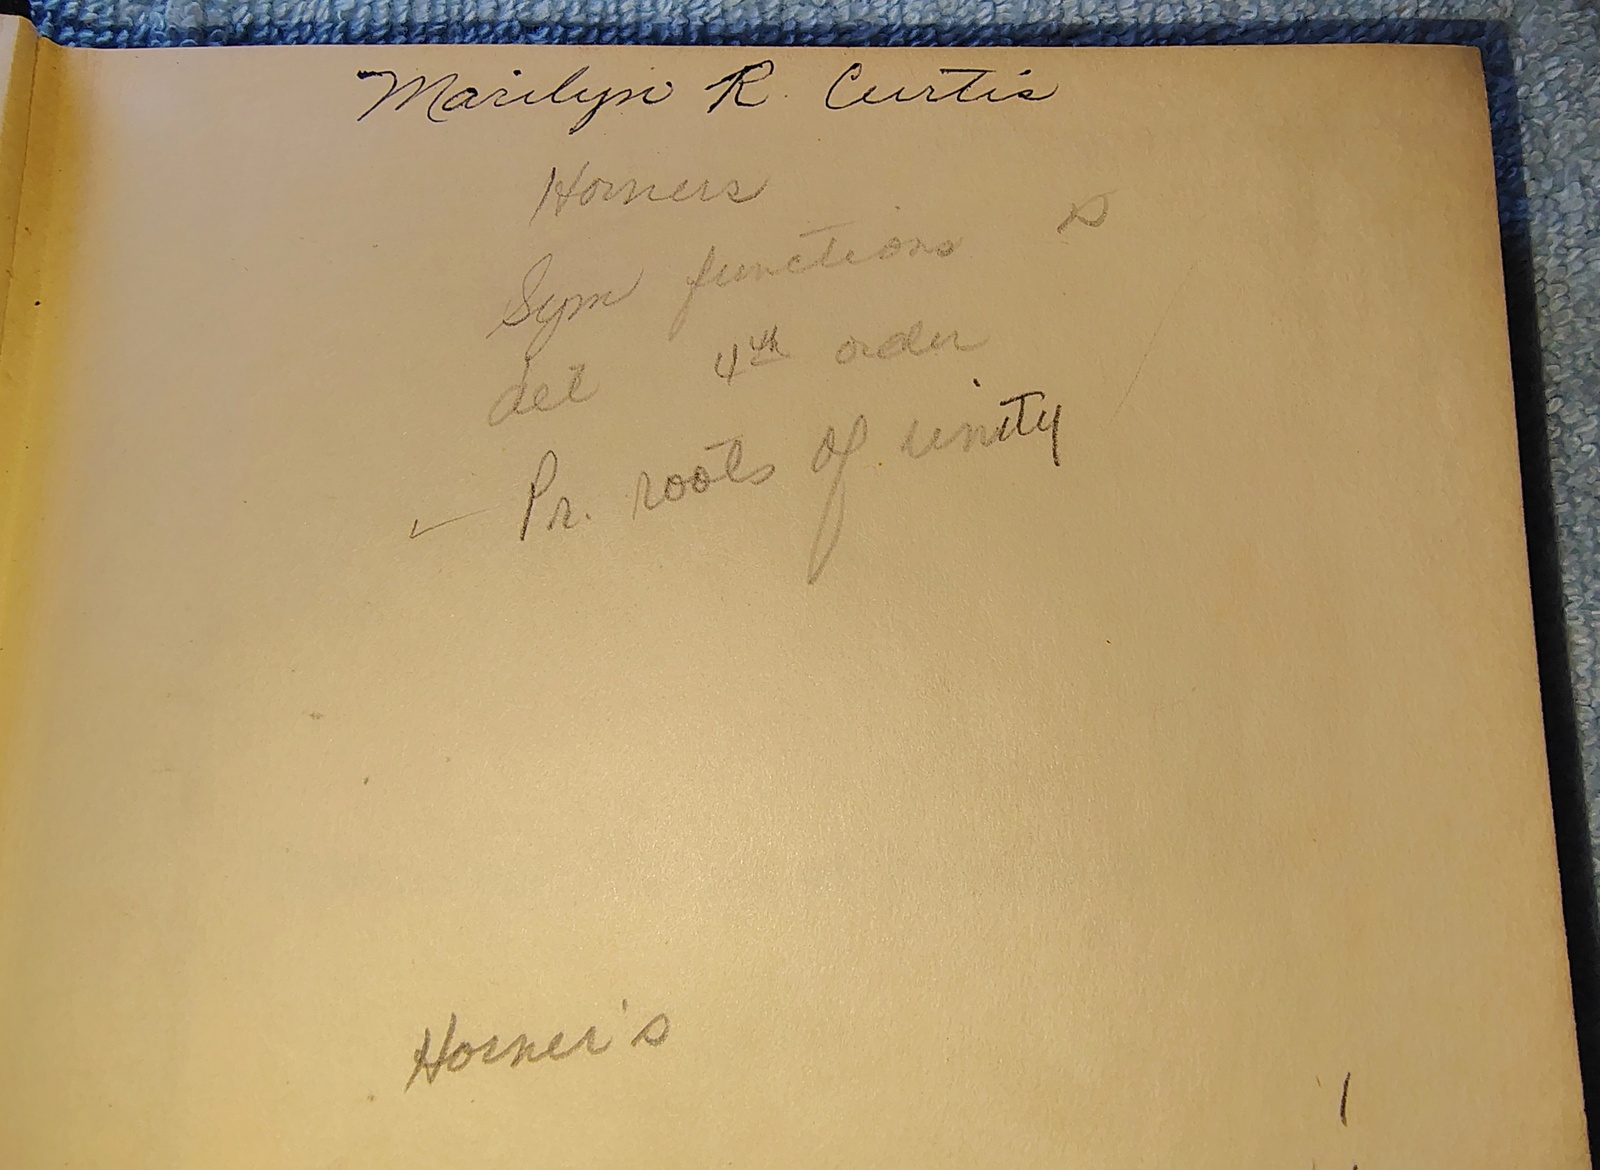 Marilyn R. Curtis
Horners
Sym functions s
det 4th order
Pr. roots of unity
Horner's